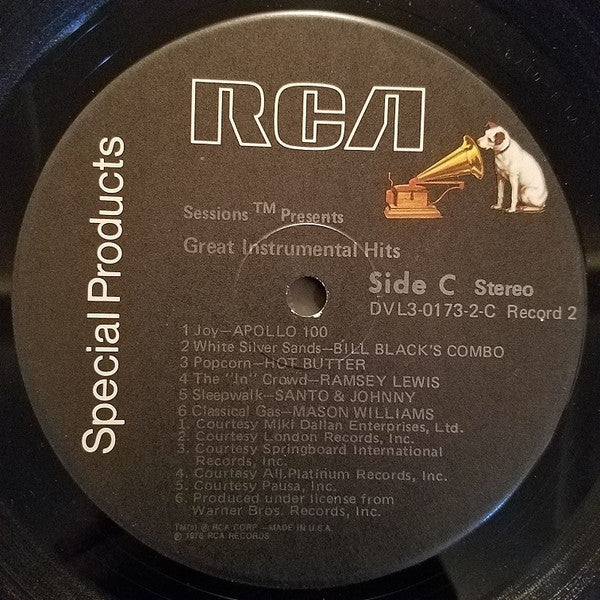 RCA
Special Products
Sessions™ Presents
Great Instrumental Hits
Side C Stereo
DVL3-0173-2-C Record 2
1 Joy—APOLLO 100
2 White Silver Sands—BILL BLACK'S COMBO
3 Popcorn—HOT BUTTER
4 The "In" Crowd—RAMSEY LEWIS
5 Sleepwalk—SANTO & JOHNNY
6 Classical Gas—MASON WILLIAMS
1. Courtesy Miki Dallan Enterprises, Ltd.
2. Courtesy London Records, Inc.
3. Courtesy Springboard International
Records, Inc.
4. Courtesy All Platinum Records, Inc.
5. Courtesy Pausa, Inc.
6. Produced under license from
Warner Bros. Records, Inc.
TM(s) ® RCA CORP.—MADE IN U.S.A.
℗ 1976 RCA RECORDS